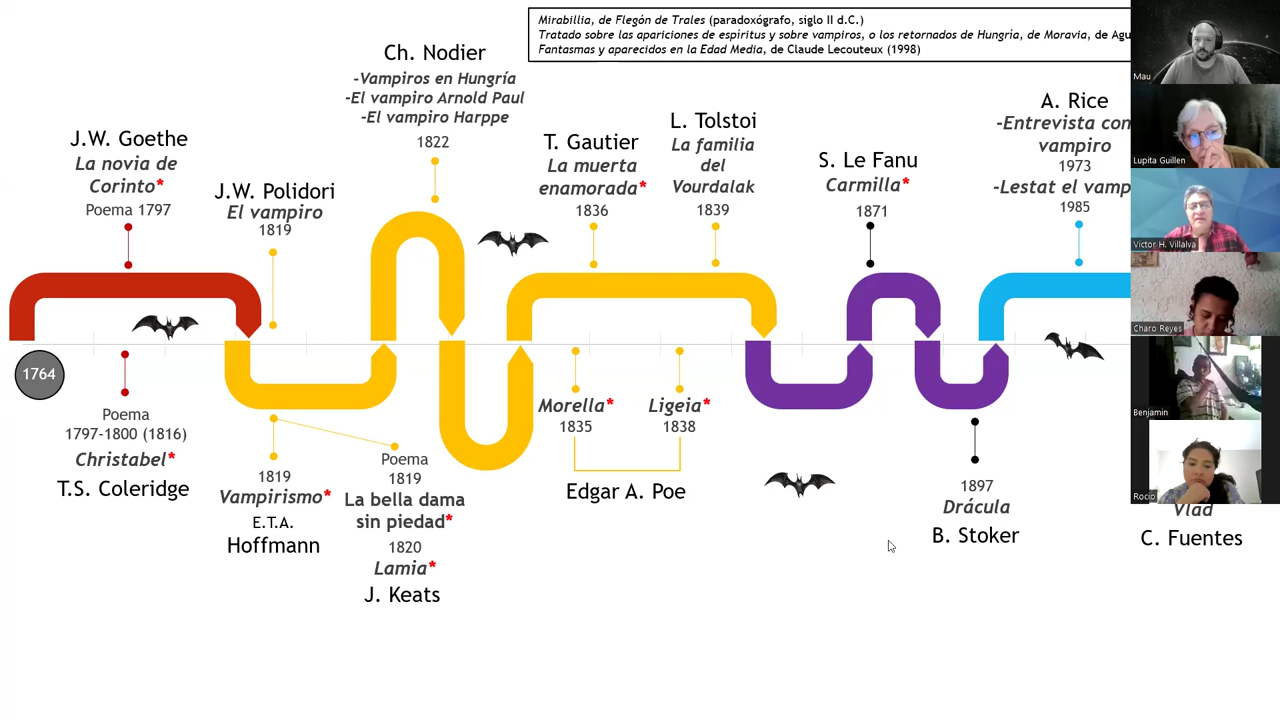 Mirabillia, de Flegón de Trales (paradoxógrafo, siglo II d.C.)
Tratado sobre las apariciones de espíritus y sobre vampiros, o los retornados de Hungría, de Moravia, de
Fantasmas y aparecidos en la Edad Media, de Claude Lecouteux (1998)
Ch. Nodier
-Vampiros en Hungría
-El vampiro Arnold Paul
-El vampiro Harppe
1822
J.W. Goethe
La novia de
Corinto*
Poema 1797
J.W. Polidori
El vampiro
1819
T. Gautier
La muerta
enamorada*
1836
L. Tolstoi
La familia
del
Vourdalak
1839
S. Le Fanu
Carmilla*
1871
A. Rice
-Entrevista con
vampiro
1973
-Lestat el
1985
1764
Poema
1797-1800 (1816)
Christabel*
T.S. Coleridge
1819
Vampirismo*
E.T.A.
Hoffmann
Poema
1819
La bella dama
sin piedad*
1820
Lamia*
J. Keats
Morella*
1835
Ligeia*
1838
Edgar A. Poe
1897
Drácula
B. Stoker
Vlad
C. Fuentes
Mau
Lupita Guillen
Víctor H. Villalva
Charo Reyes
Benjamin
Rocio